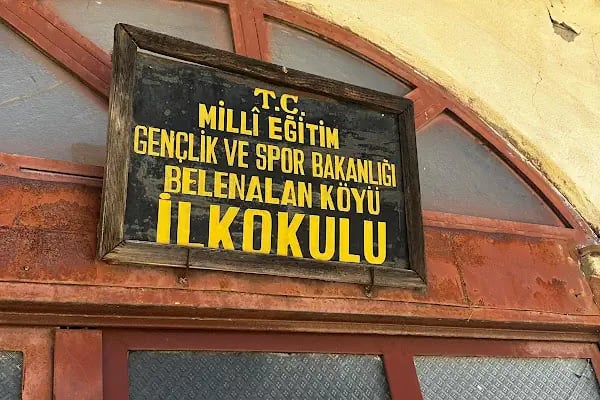 T.C.
MİLLÎ EĞİTİM
GENÇLİK VE SPOR BAKANLIĞI
BELENALAN KÖYÜ
İLKOKULU